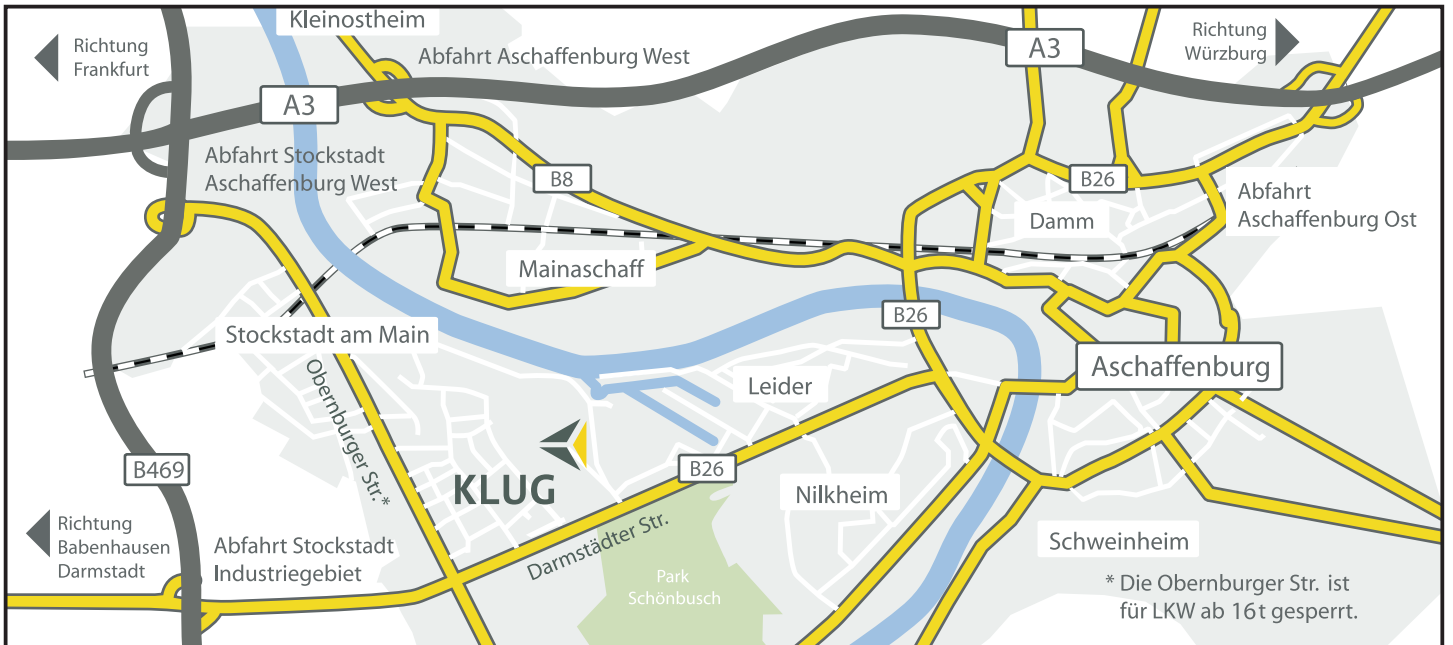 Kleinostheim
Richtung
Frankfurt
Abfahrt Aschaffenburg West
A3
Richtung
Würzburg
A3
Abfahrt Stockstadt
Aschaffenburg West
B8
B26
Abfahrt
Aschaffenburg Ost
Damm
Mainaschaff
B26
Stockstadt am Main
Aschaffenburg
Leider
Obernburger Str.*
B469
KLUG
B26
Nilkheim
Richtung
Babenhausen
Darmstadt
Abfahrt Stockstadt
Industriegebiet
Darmstädter Str.
Schweinheim
Park
Schönbusch
* Die Obernburger Str. ist
für LKW ab 16t gesperrt.